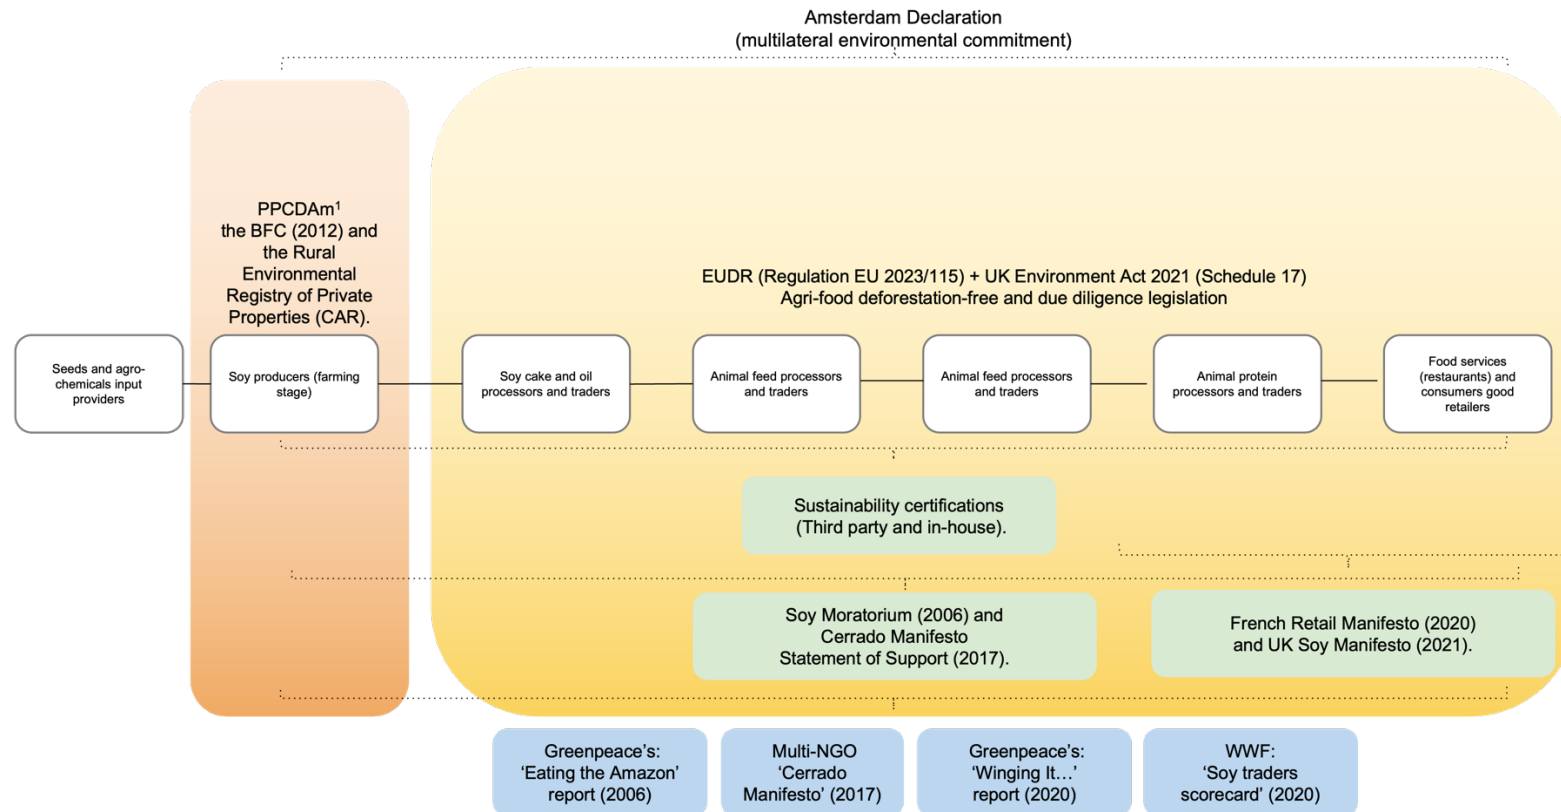 Amsterdam Declaration
(multilateral environmental commitment)
PPCDAm¹
the BFC (2012) and
the Rural
Environmental
Registry of Private
Properties (CAR).
EUDR (Regulation EU 2023/115) + UK Environment Act 2021 (Schedule 17)
Agri-food deforestation-free and due diligence legislation
Seeds and agro-
chemicals input
providers
Soy producers (farming
stage)
Soy cake and oil
processors and traders
Animal feed processors
and traders
Animal feed processors
and traders
Animal protein
processors and traders
Food services
(restaurants) and
consumers good
retailers
Sustainability certifications
(Third party and in-house).
Soy Moratorium (2006) and
Cerrado Manifesto
Statement of Support (2017).
French Retail Manifesto (2020)
and UK Soy Manifesto (2021).
Greenpeace's:
'Eating the Amazon'
report (2006)
Multi-NGO
'Cerrado
Manifesto' (2017)
Greenpeace's:
'Winging It…'
report (2020)
WWF:
'Soy traders
scorecard' (2020)